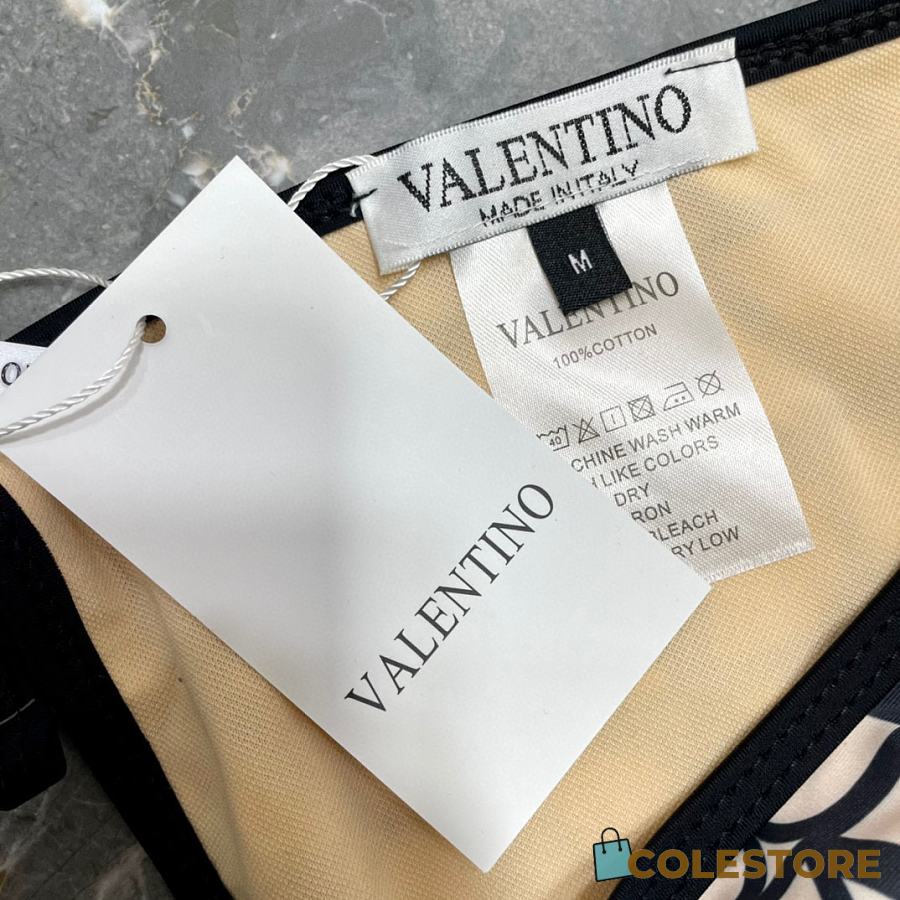 VALENTINO
MADE IN ITALY
M
VALENTINO
100%COTTON
40
CHINE WASH WARM
H LIKE COLORS
DRY
RON
BLEACH
RY LOW
VALENTINO
COLESTORE